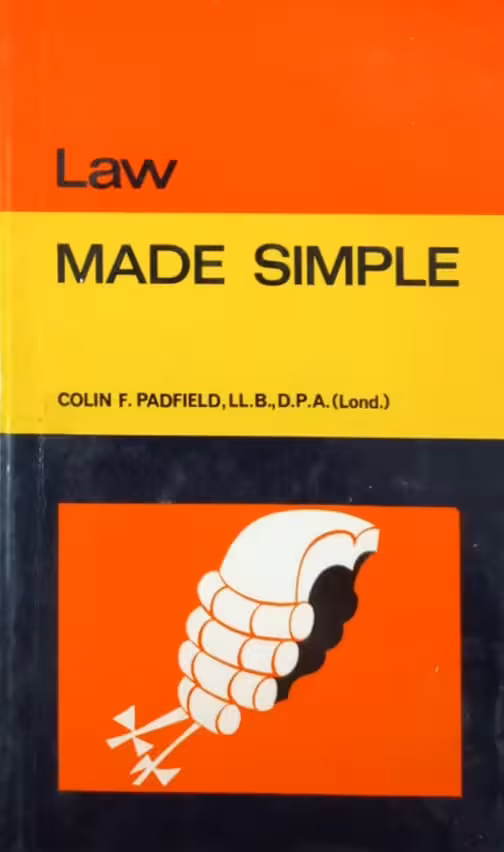 Law
MADE SIMPLE
COLIN F. PADFIELD, LL.B., D.P.A. (Lond.)